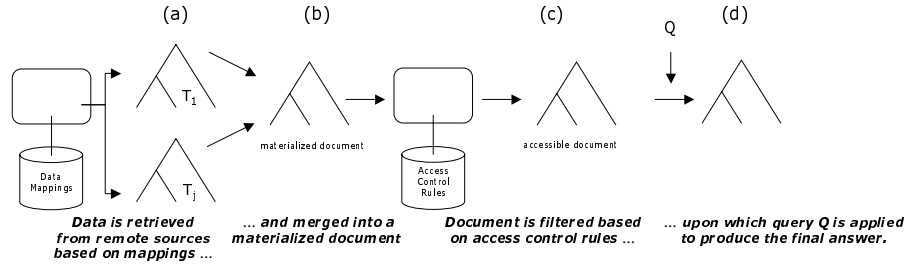 (a)
(b)
(c)
(d)
Q
T1
Tj
materialized document
accessible document
Data
Mappings
Access
Control
Rules
Data is retrieved
from remote sources
based on mappings ...
... and merged into a
materialized document
Document is filtered based
on access control rules ...
... upon which query Q is applied
to produce the final answer.